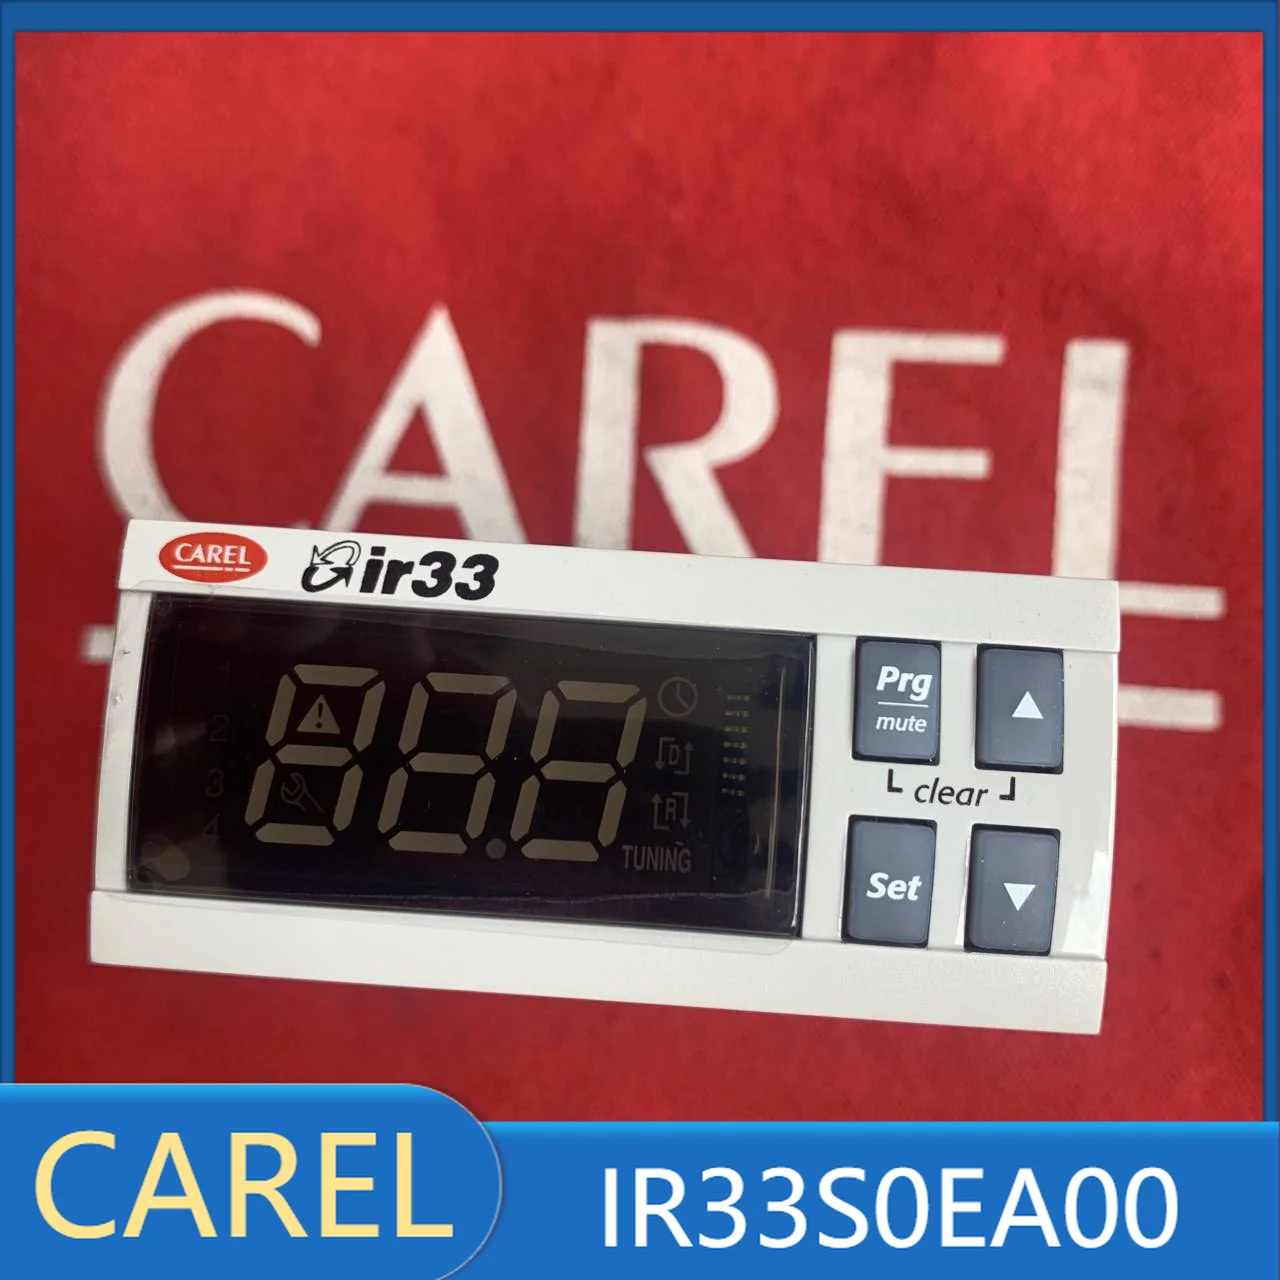 CAREL
CAREL
ir33
1
2
3
4
D
R
TUNING
Prg
mute
clear
Set
CAREL
IR33S0EA00